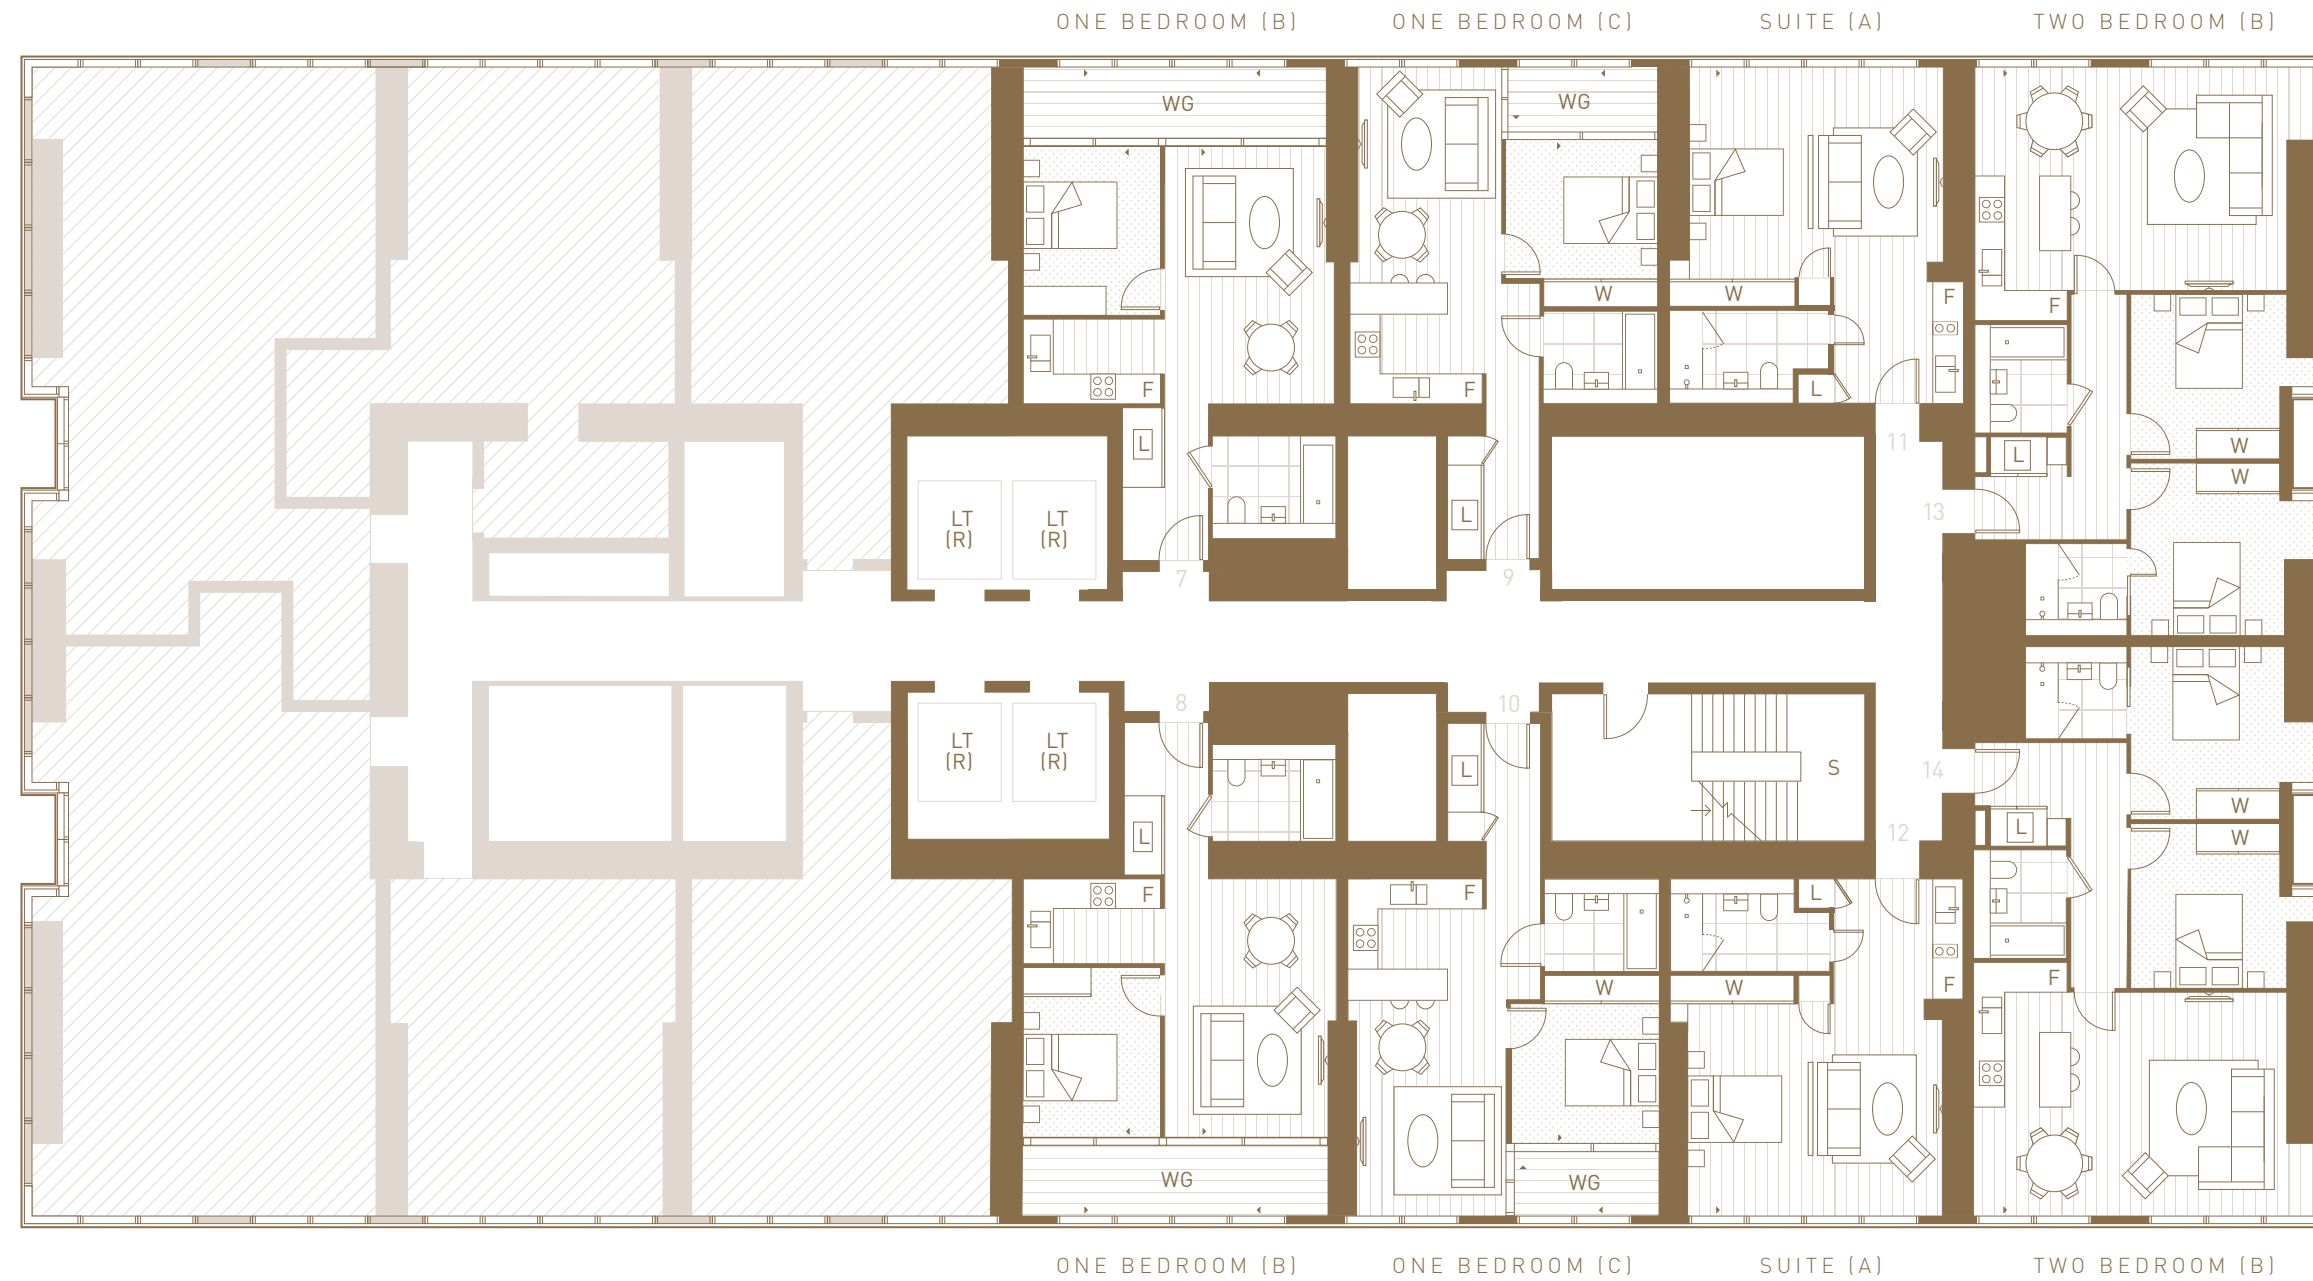 ONE BEDROOM (B)
ONE BEDROOM (C)
SUITE (A)
TWO BEDROOM (B)
WG
WG
W
W
F
F
F
F
L
L
L
L
11
W
W
LT
(R)
LT
(R)
13
7
9
8
10
LT
(R)
LT
(R)
L
S
14
L
12
L
W
W
F
F
L
F
F
W
W
WG
WG
ONE BEDROOM (B)
ONE BEDROOM (C)
SUITE (A)
TWO BEDROOM (B)